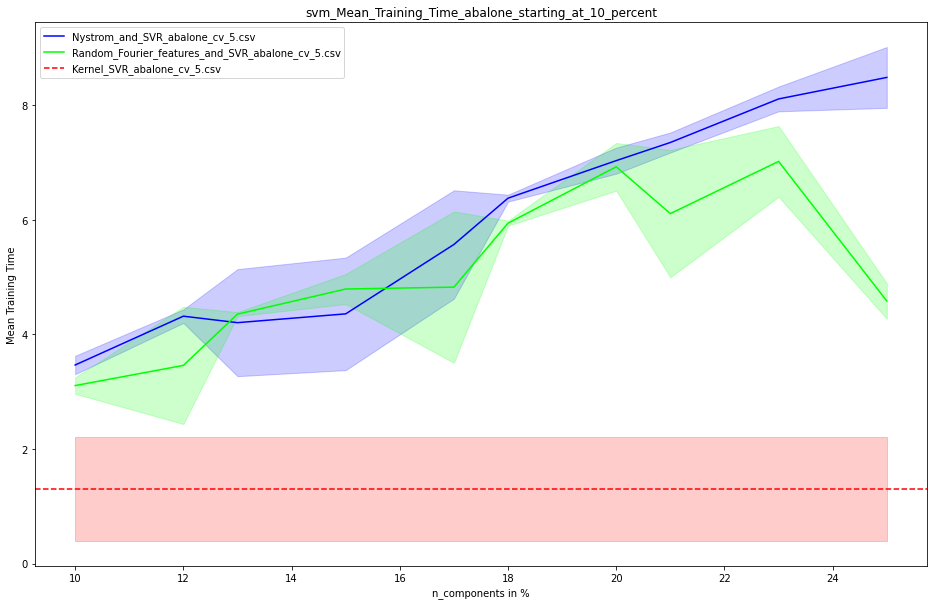 svm_Mean_Training_Time_abalone_starting_at_10_percent
Nystrom_and_SVR_abalone_cv_5.csv
Random_Fourier_features_and_SVR_abalone_cv_5.csv
Kernel_SVR_abalone_cv_5.csv
Mean Training Time
8
6
4
2
0
10 12 14 16 18 20 22 24
n_components in %